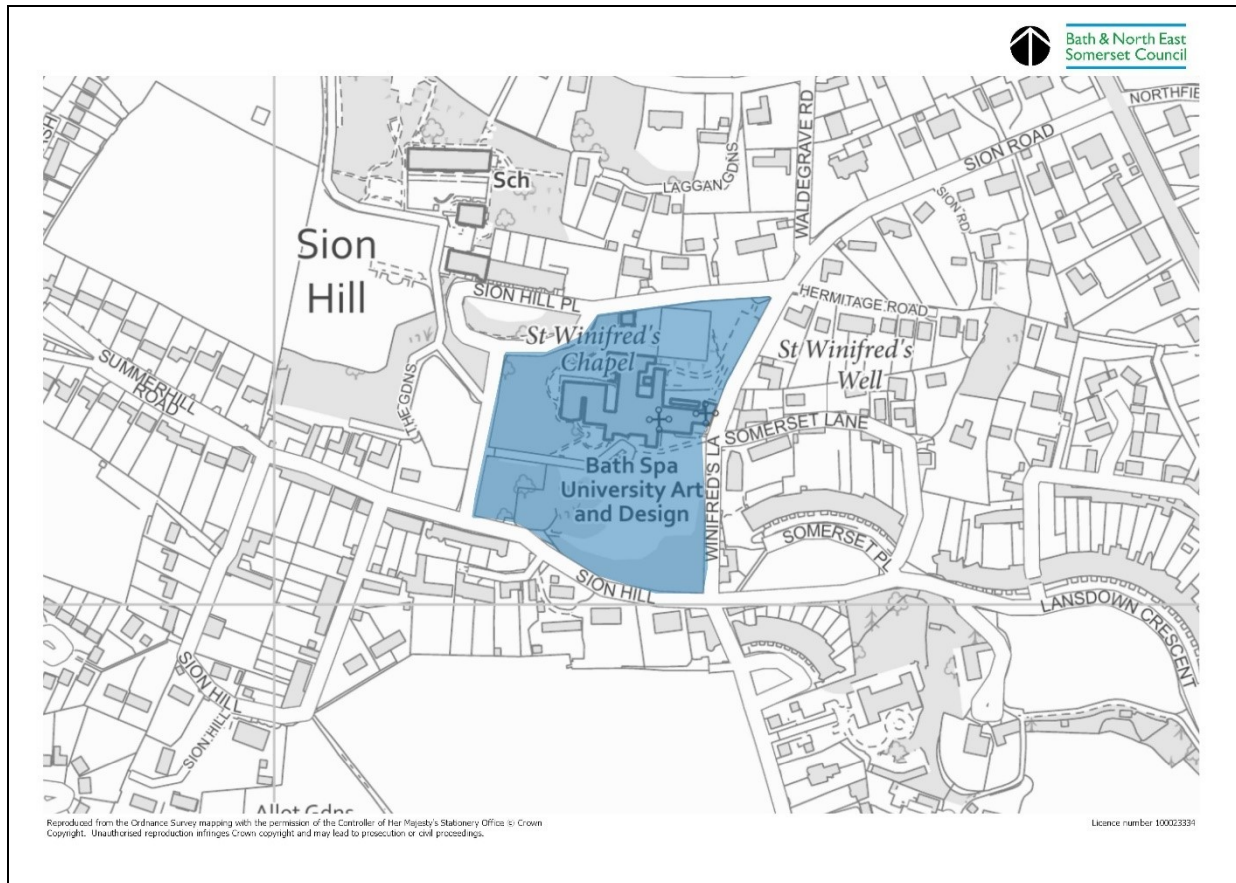 Bath & North East
Somerset Council
NORTHFIE
WALDEGRAVE RD
SION ROAD
LAGGAN GDNS
SION RD
Sch
Sion
Hill
SION HILL PL
HERMITAGE ROAD
St Winifred's
Chapel
St Winifred's
Well
SUMMERHILL
ROAD
LTHE GDNS
SOMERSET LANE
Bath Spa
University Art
and Design
WINIFRED'S LA
SOMERSET PL
SION HILL
LANSDOWN CRESCENT
SION HILL
SION HILL
Allot Gdns
Reproduced from the Ordnance Survey mapping with the permission of the Controller of Her Majesty's Stationery Office © Crown
Copyright. Unauthorised reproduction infringes Crown copyright and may lead to prosecution or civil proceedings.
Licence number 100023334